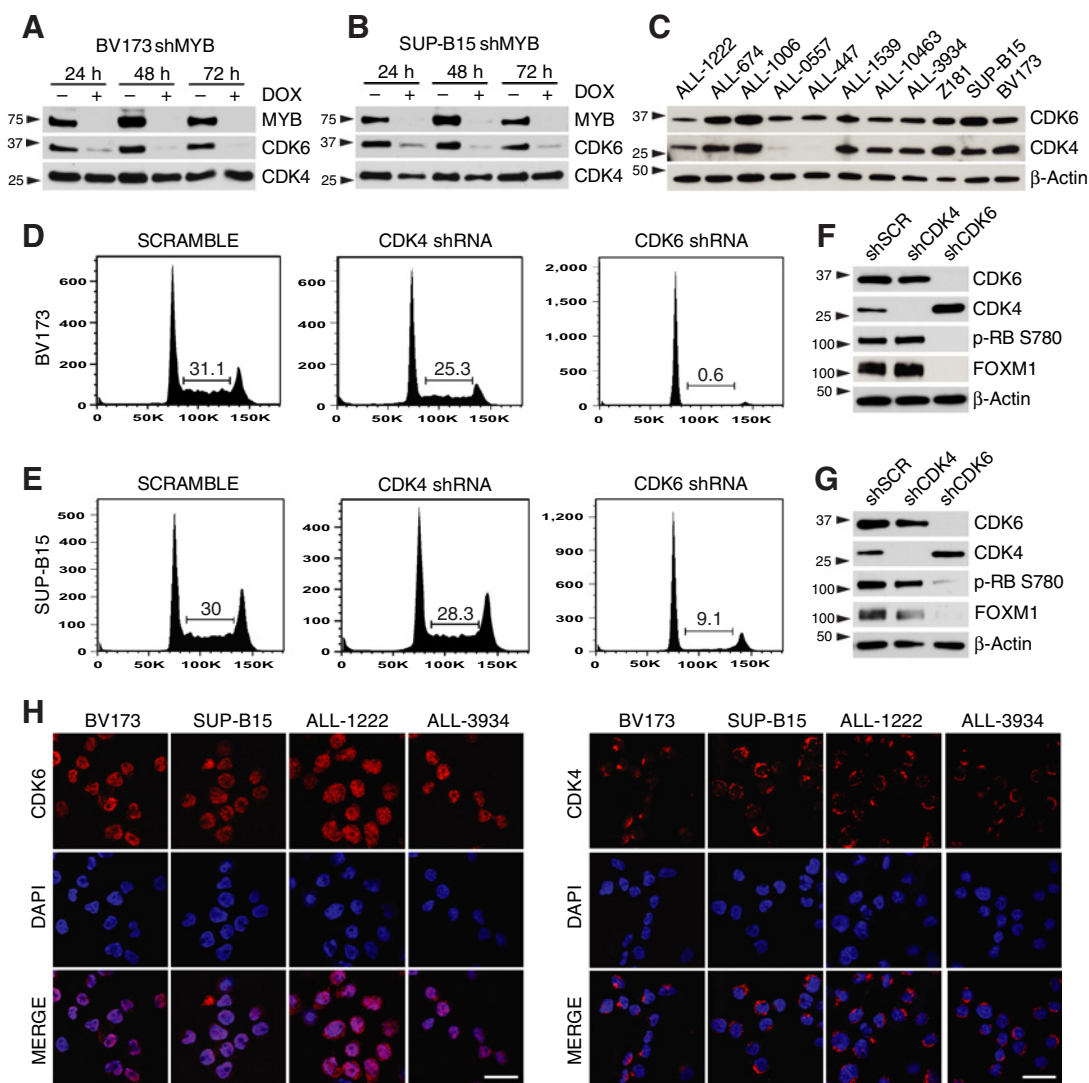 A
BV173 shMYB
24 h 48 h 72 h
– + – + – + DOX
75 MYB
37 CDK6
25 CDK4
B
SUP-B15 shMYB
24 h 48 h 72 h
– + – + – + DOX
75 MYB
37 CDK6
25 CDK4
C
ALL-1222 ALL-674 ALL-1006 ALL-0557 ALL-447 ALL-1539 ALL-10463 ALL-3934 Z181 SUP-B15 BV173
37 CDK6
25 CDK4
50 β-Actin
D
BV173
SCRAMBLE
600
400
200
0
31.1
0 50K 100K 150K
CDK4 shRNA
600
400
200
0
25.3
0 50K 100K 150K
CDK6 shRNA
2,000
1,500
1,000
500
0
0.6
0 50K 100K 150K
E
SUP-B15
SCRAMBLE
500
400
300
200
100
0
30
0 50K 100K 150K
CDK4 shRNA
400
300
200
100
0
28.3
0 50K 100K 150K
CDK6 shRNA
1,200
900
600
300
0
9.1
0 50K 100K 150K
F
shSCR shCDK4 shCDK6
37 CDK6
25 CDK4
100 p-RB S780
100 FOXM1
50 β-Actin
G
shSCR shCDK4 shCDK6
37 CDK6
25 CDK4
100 p-RB S780
100 FOXM1
50 β-Actin
H
BV173 SUP-B15 ALL-1222 ALL-3934
CDK6
DAPI
MERGE
BV173 SUP-B15 ALL-1222 ALL-3934
CDK4
DAPI
MERGE